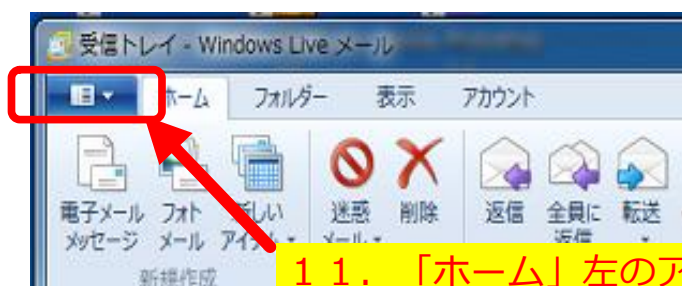 受信トレイ - Windows Live メール
ホーム フォルダー 表示 アカウント
電子メール メッセージ
フォト メール
新しい アイテム
迷惑 メール
削除
返信
全員に 返信
転送
新規作成
11. 「ホーム」左のア